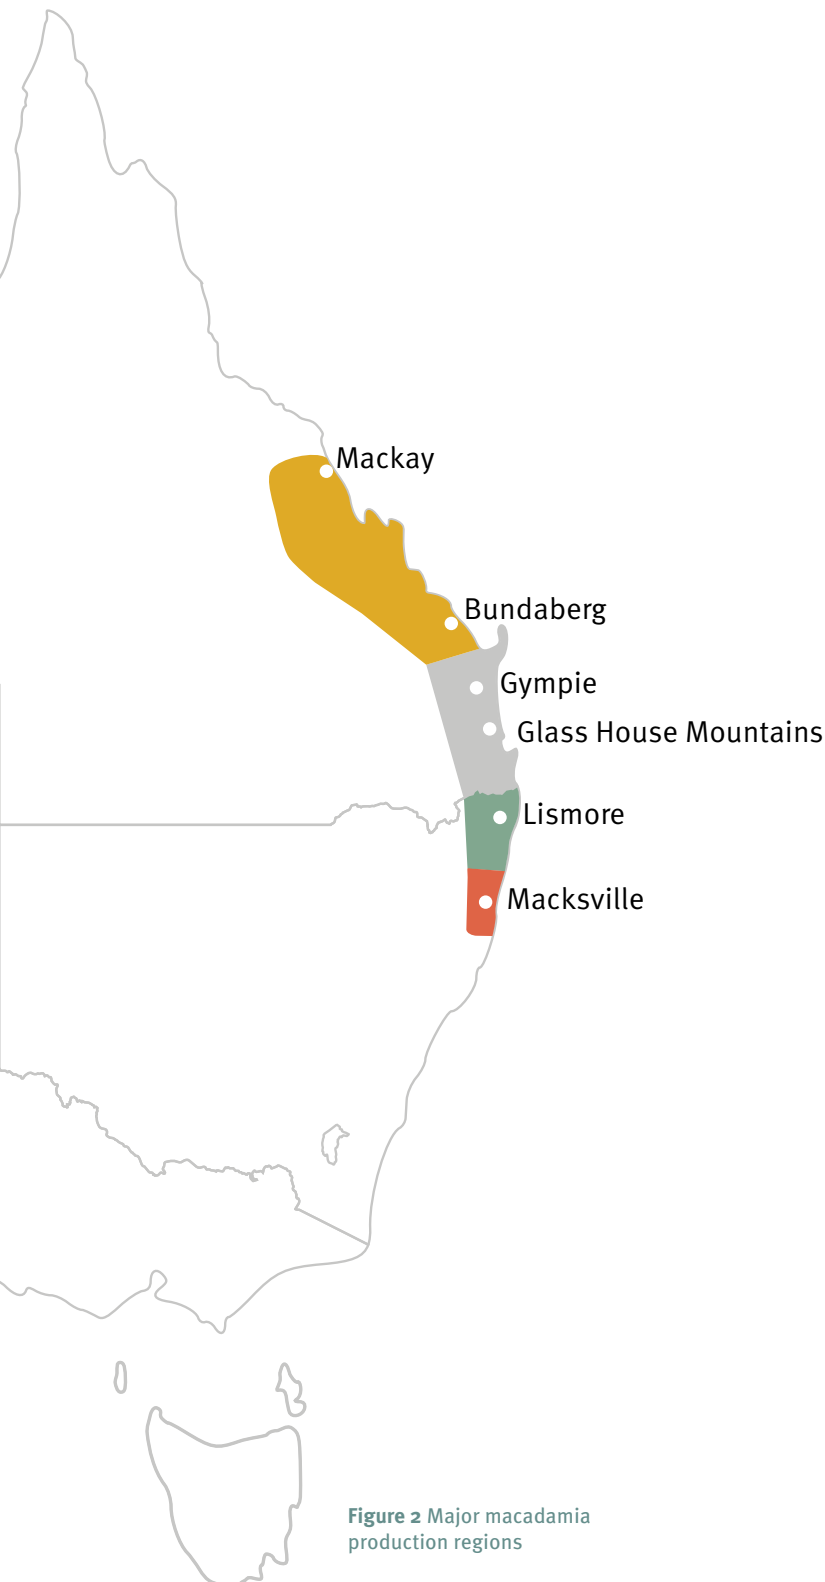 Mackay
Bundaberg
Gympie
Glass House Mountains
Lismore
Macksville
Figure 2 Major macadamia
production regions